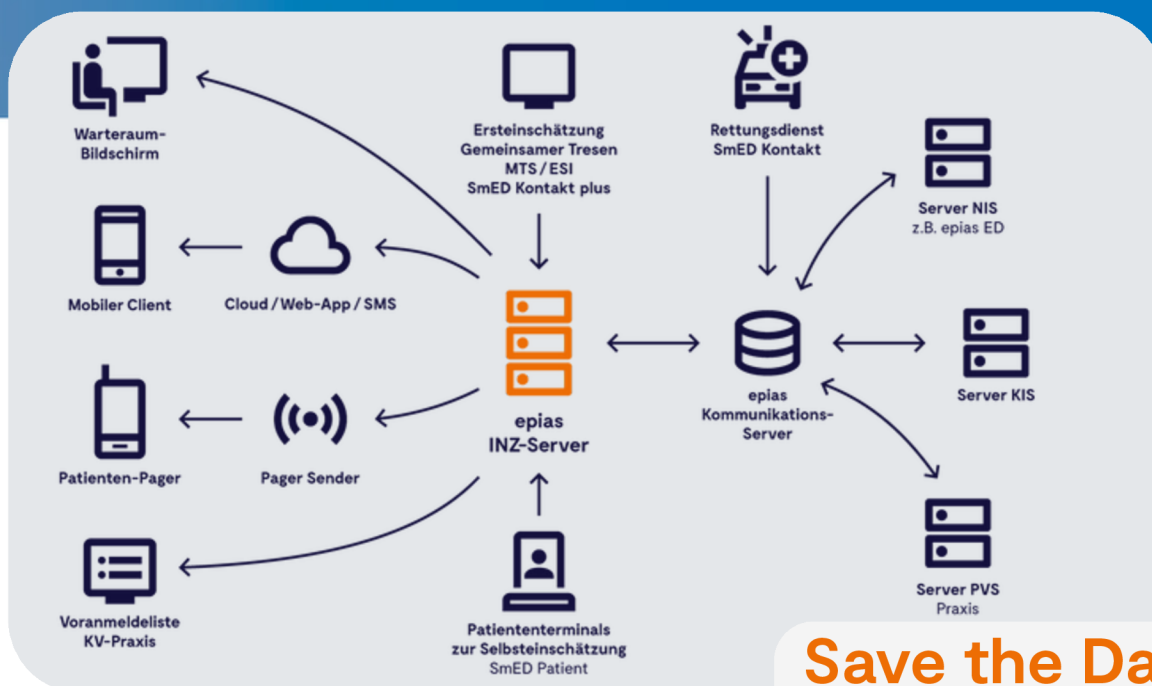 Warteraum-
Bildschirm
Ersteinschätzung
Gemeinsamer Tresen
MTS/ESI
SmED Kontakt plus
Rettungsdienst
SmED Kontakt
Server NIS
z.B. epias ED
Mobiler Client
Cloud/Web-App/SMS
epias
INZ-Server
epias
Kommunikations-
Server
Server KIS
Patienten-Pager
Pager Sender
Voranmeldeliste
KV-Praxis
Patiententerminals
zur Selbsteinschätzung
SmED Patient
Server PVS
Praxis
Save the Da